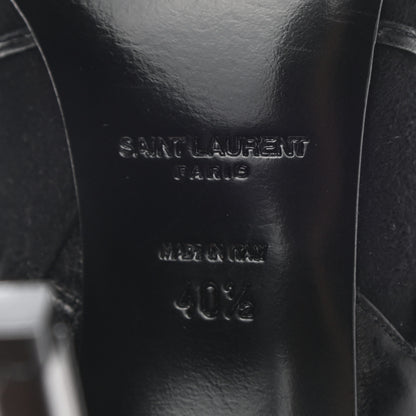 SAINT LAURENT
PARIS
MADE IN ITALY
40½